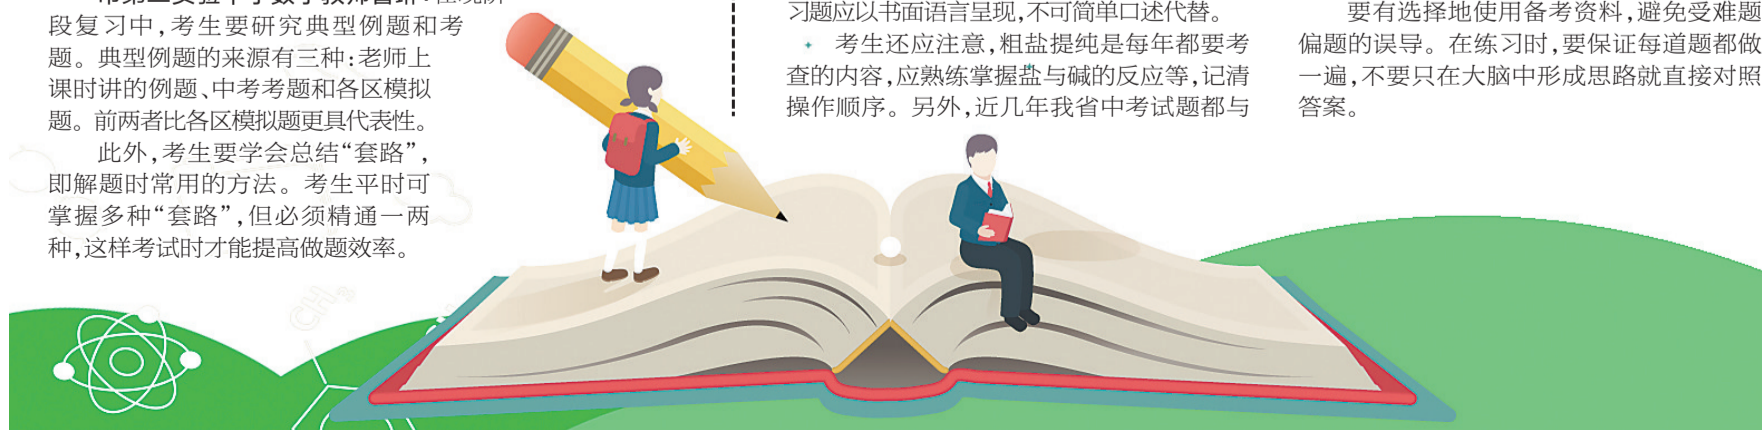 段复习中,考生要研究典型例题和考
题。典型例题的来源有三种:老师上
课时讲的例题、中考考题和各区模拟
题。前两者比各区模拟题更具代表性。
此外,考生要学会总结“套路”,
即解题时常用的方法。考生平时可
掌握多种“套路”,但必须精通一两
种,这样考试时才能提高做题效率。
习题应以书面语言呈现,不可简单口述代替。
考生还应注意,粗盐提纯是每年都要考
查的内容,应熟练掌握盐与碱的反应等,记清
操作顺序。另外,近几年我省中考试题都与
要有选择地使用备考资料,避免受难题
偏题的误导。在练习时,要保证每道题都做
一遍,不要只在大脑中形成思路就直接对照
答案。
CH3